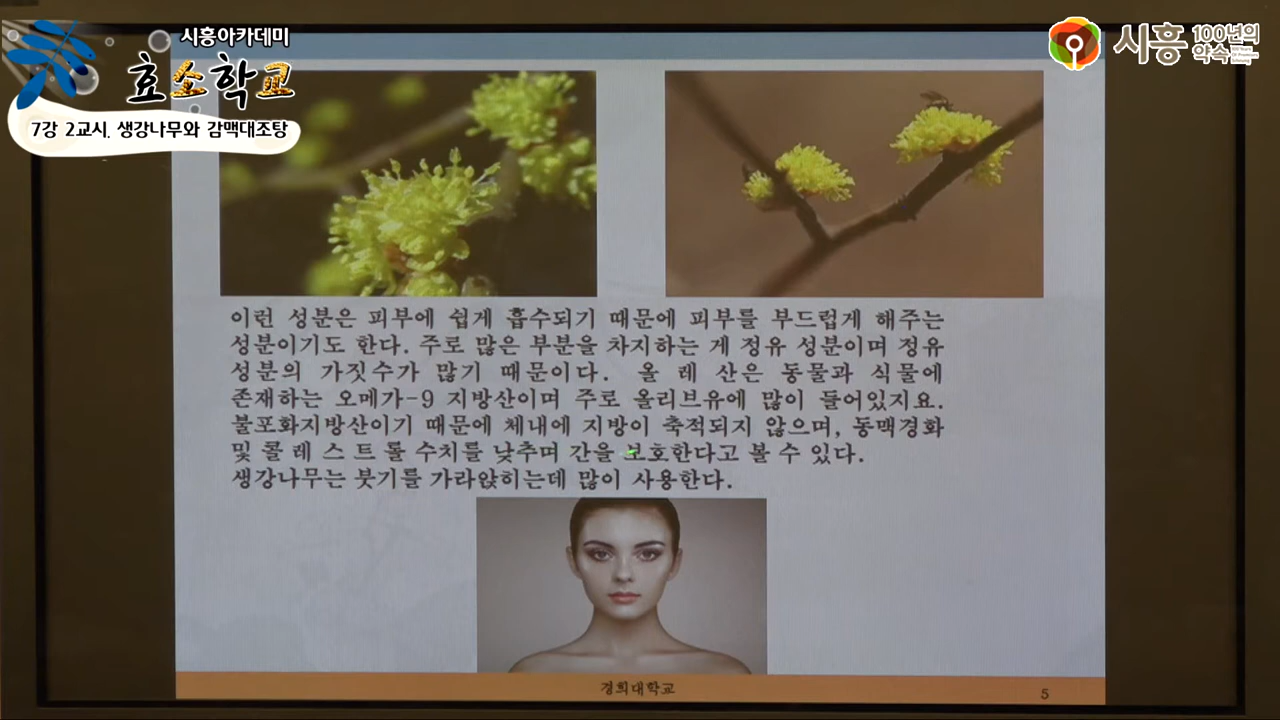 시흥아카데미
효소학교
7강 2교시. 생강나무와 감맥대조탕
시흥 100년의 약속
이런 성분은 피부에 쉽게 흡수되기 때문에 피부를 부드럽게 해주는
성분이기도 한다. 주로 많은 부분을 차지하는 게 정유 성분이며 정유
성분의 가짓수가 많기 때문이다. 올 레 산은 동물과 식물에
존재하는 오메가-9 지방산이며 주로 올리브유에 많이 들어있지요.
불포화지방산이기 때문에 체내에 지방이 축적되지 않으며, 동맥경화
및 콜 레 스 트 롤 수치를 낮추며 간을 보호한다고 볼 수 있다.
생강나무는 붓기를 가라앉히는데 많이 사용한다.
경희대학교
5